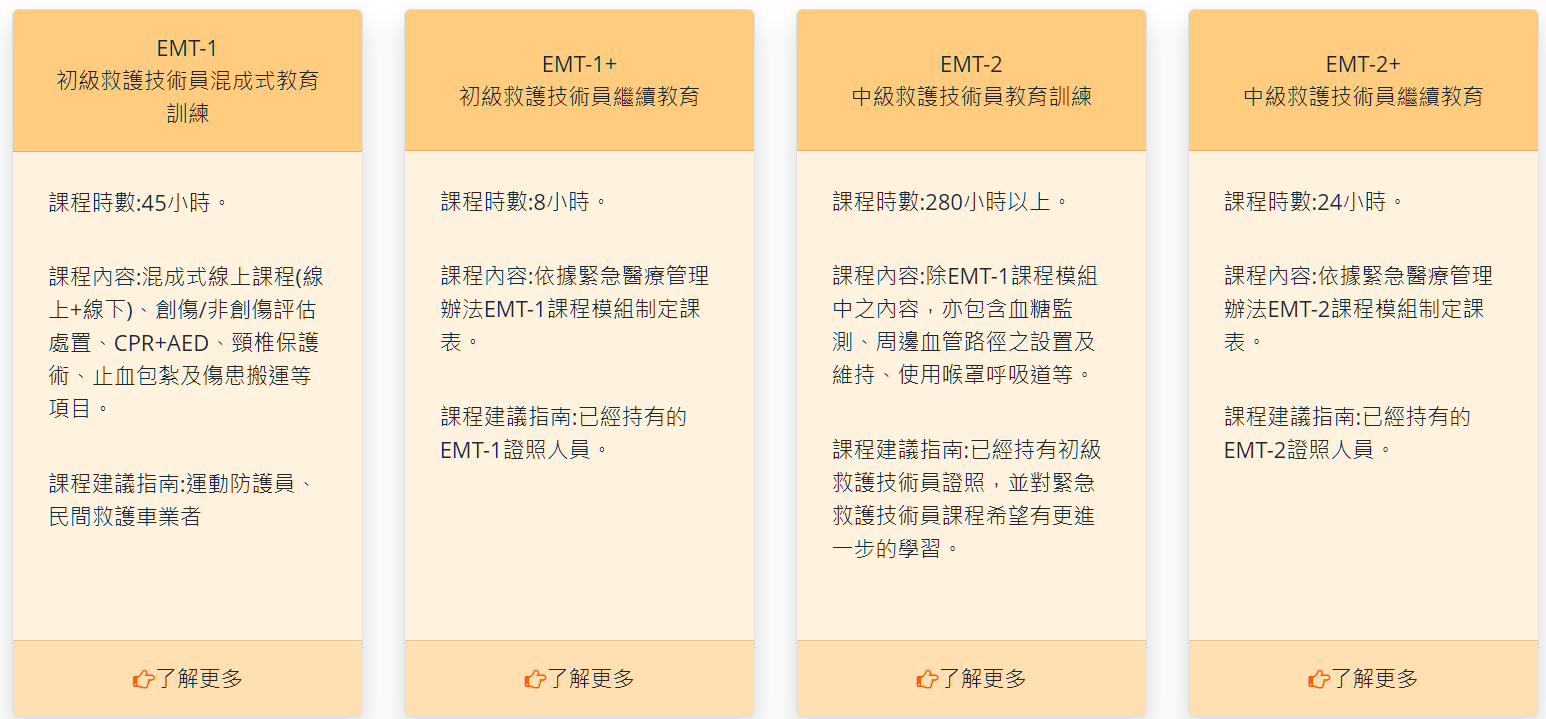 EMT-1
初級救護技術員混成式教育
訓練
課程時數:45小時。
課程內容:混成式線上課程(線
上+線下)、創傷/非創傷評估
處置、CPR+AED、頸椎保護
術、止血包紮及傷患搬運等
項目。
課程建議指南:運動防護員、
民間救護車業者
了解更多
EMT-1+
初級救護技術員繼續教育
課程時數:8小時。
課程內容:依據緊急醫療管理
辦法EMT-1課程模組制定課
表。
課程建議指南:已經持有的
EMT-1證照人員。
了解更多
EMT-2
中級救護技術員教育訓練
課程時數:280小時以上。
課程內容:除EMT-1課程模組
中之內容，亦包含血糖監
測、周邊血管路徑之設置及
維持、使用喉罩呼吸道等。
課程建議指南:已經持有初級
救護技術員證照，並對緊急
救護技術員課程希望有更進
一步的學習。
了解更多
EMT-2+
中級救護技術員繼續教育
課程時數:24小時。
課程內容:依據緊急醫療管理
辦法EMT-2課程模組制定課
表。
課程建議指南:已經持有的
EMT-2證照人員。
了解更多